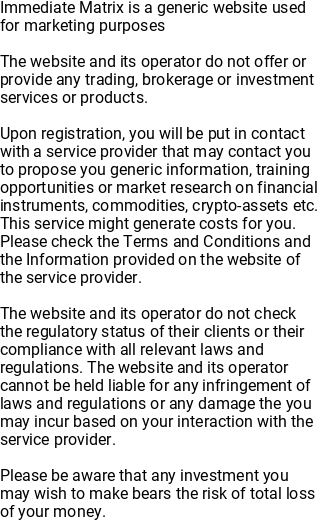 Immediate Matrix is a generic website used
for marketing purposes
The website and its operator do not offer or
provide any trading, brokerage or investment
services or products.
Upon registration, you will be put in contact
with a service provider that may contact you
to propose you generic information, training
opportunities or market research on financial
instruments, commodities, crypto-assets etc.
This service might generate costs for you.
Please check the Terms and Conditions and
the Information provided on the website of
the service provider.
The website and its operator do not check
the regulatory status of their clients or their
compliance with all relevant laws and
regulations. The website and its operator
cannot be held liable for any infringement of
laws and regulations or any damage the you
may incur based on your interaction with the
service provider.
Please be aware that any investment you
may wish to make bears the risk of total loss
of your money.